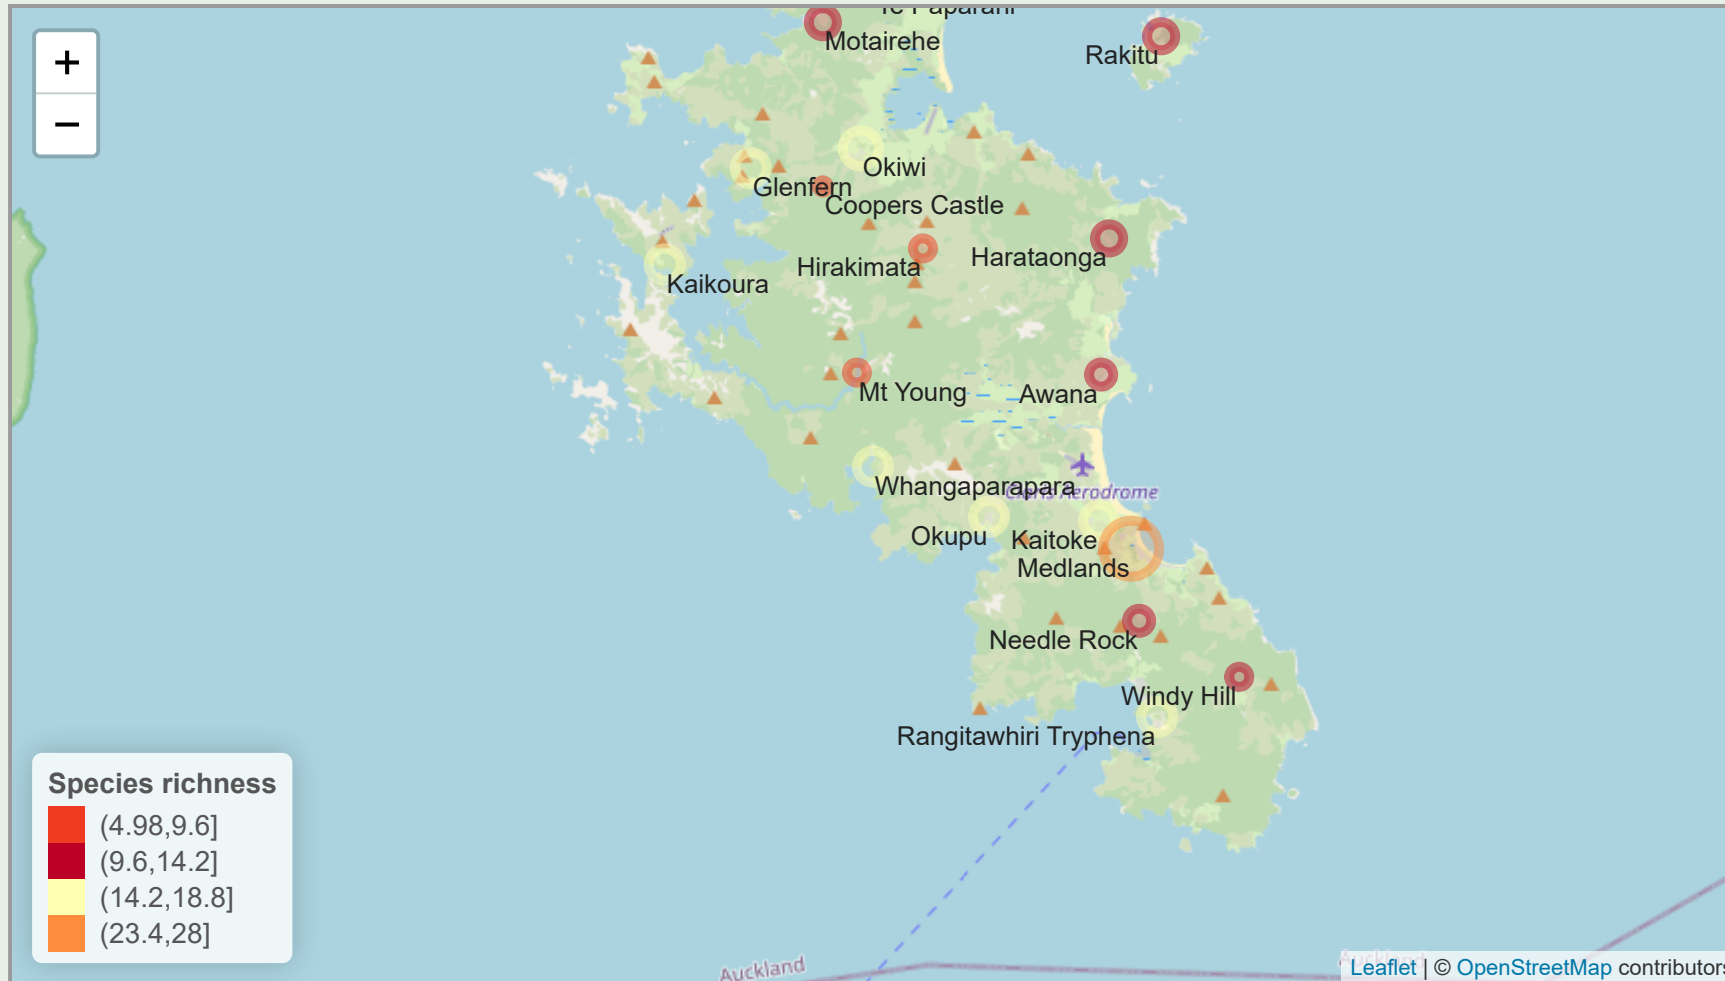 +
−
Motairehe
Rakitu
Okiwi
Glenfern
Coopers Castle
Harataonga
Hirakimata
Kaikoura
Mt Young
Awana
Whangaparapara
Aerodrome
Okupu
Kaitoke
Medlands
Needle Rock
Windy Hill
Rangitawhiri Tryphena
Species richness
(4.98,9.6]
(9.6,14.2]
(14.2,18.8]
(23.4,28]
Auckland
Leaflet | © OpenStreetMap contributors